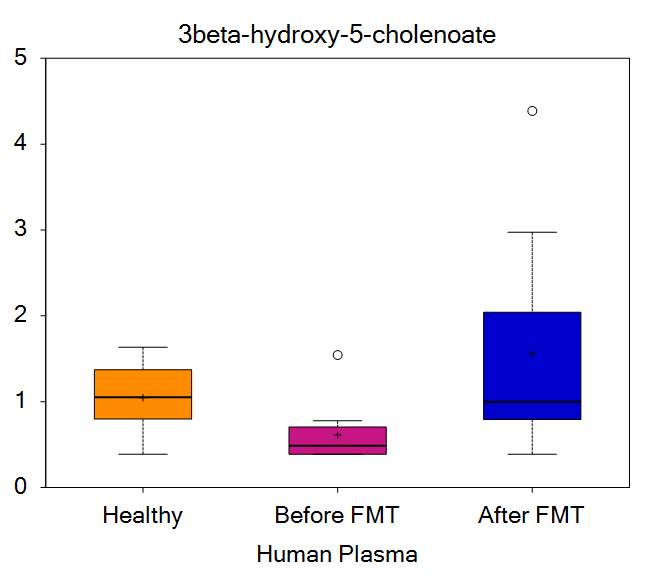 3beta-hydroxy-5-cholenoate
5
4
3
2
1
0
Healthy Before FMT After FMT
Human Plasma